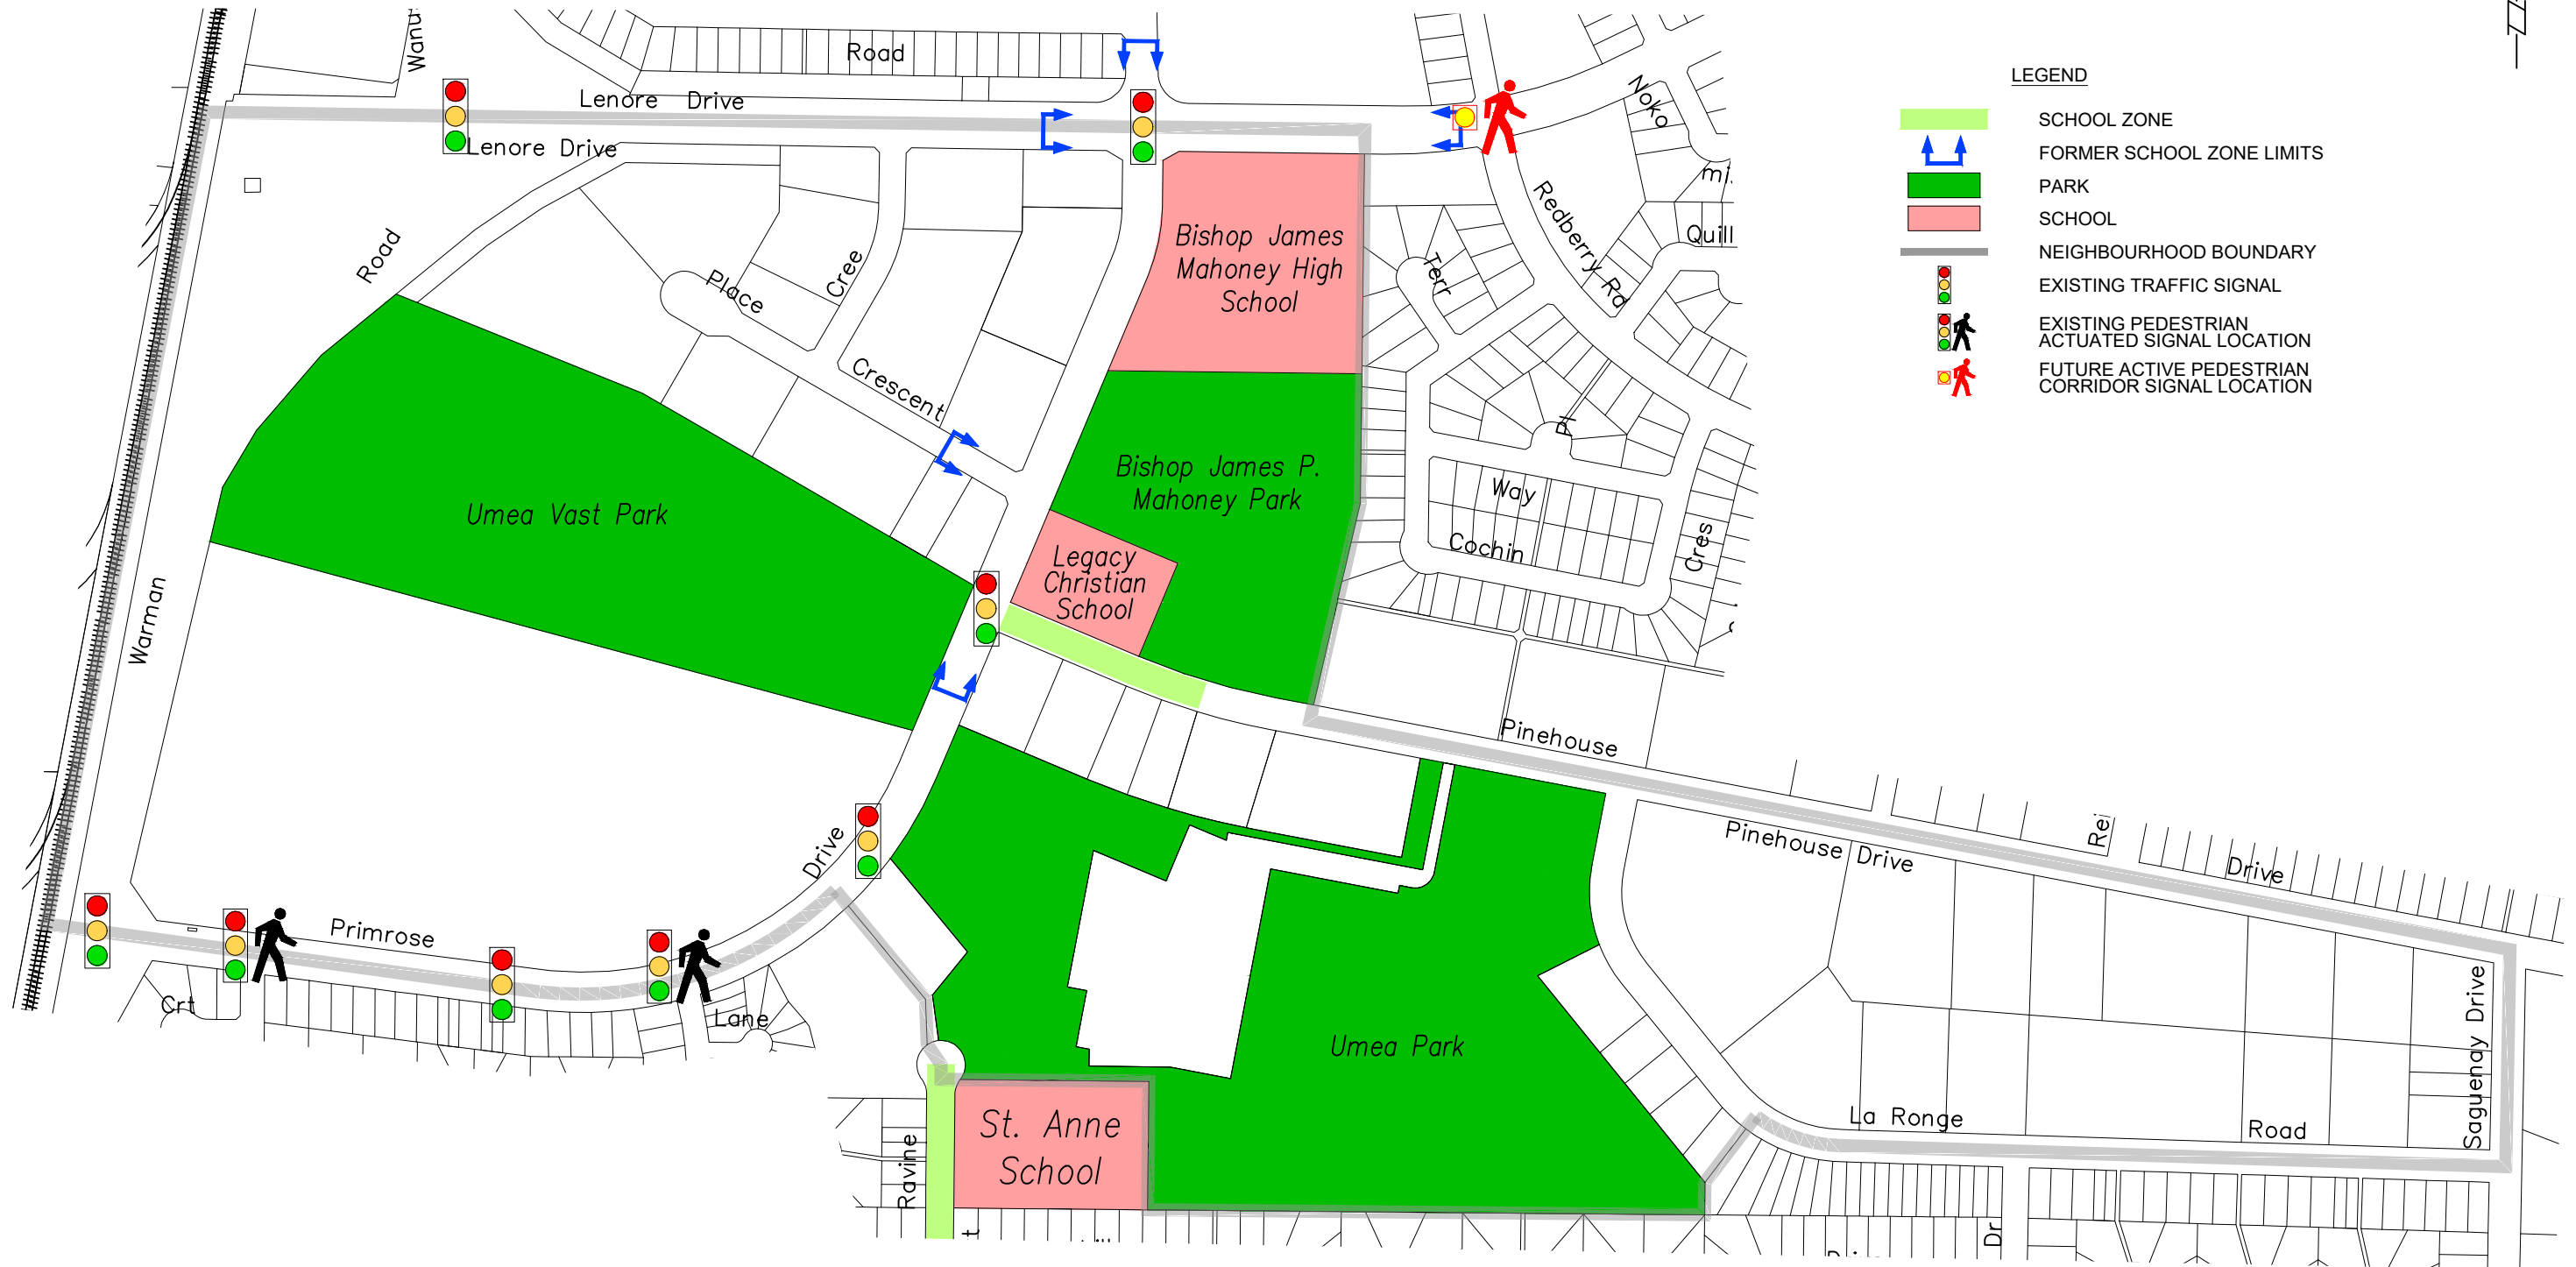 Road
Lenore Drive
Lenore Drive
Road
Place
Cree
Crescent
Bishop James
Mahoney High
School
Noko
Quill
Redberry Rd
Terr
Pl
Way
Cochin
Cres
Bishop James P.
Mahoney Park
Umea Vast Park
Legacy
Christian
School
Warman
Pinehouse
Pinehouse Drive
Drive
Drive
Primrose
Crt
Lane
Umea Park
St. Anne
School
Ravine
La Ronge
Road
Saguenay Drive
Dr
LEGEND
SCHOOL ZONE
FORMER SCHOOL ZONE LIMITS
PARK
SCHOOL
NEIGHBOURHOOD BOUNDARY
EXISTING TRAFFIC SIGNAL
EXISTING PEDESTRIAN
ACTUATED SIGNAL LOCATION
FUTURE ACTIVE PEDESTRIAN
CORRIDOR SIGNAL LOCATION